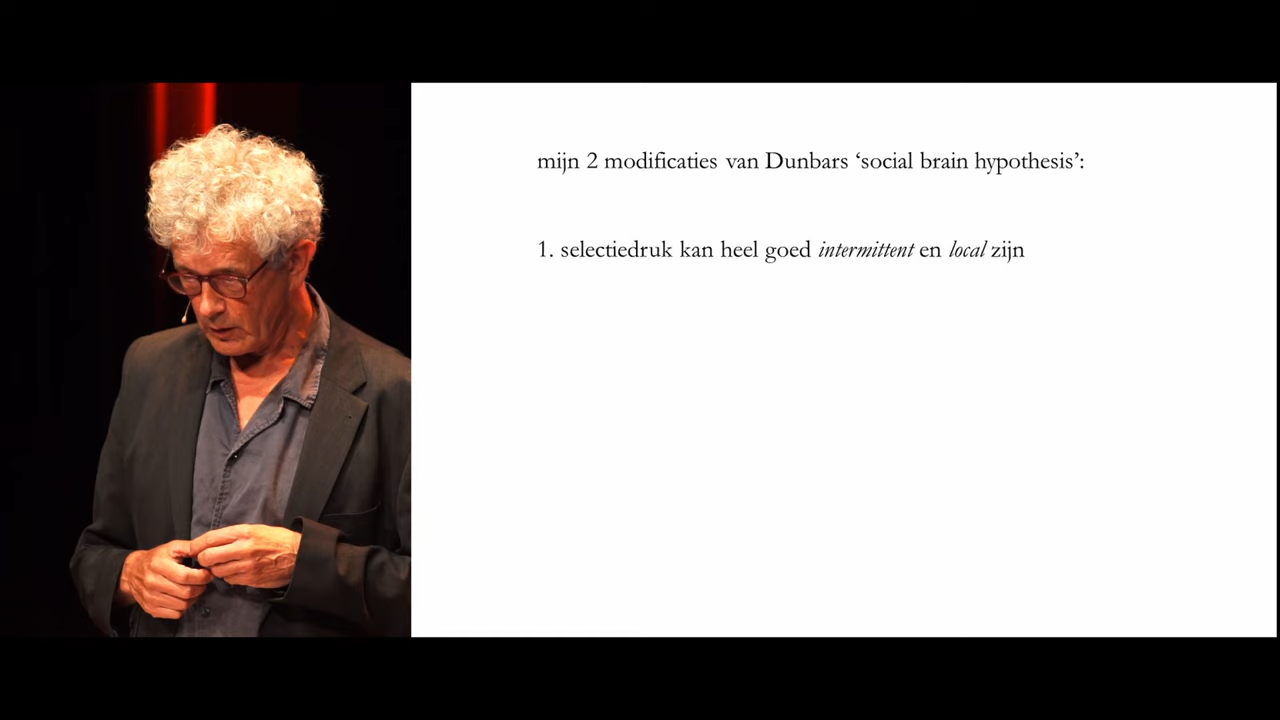 mijn 2 modificaties van Dunbars ‘social brain hypothesis’:
1. selectiedruk kan heel goed intermittent en local zijn